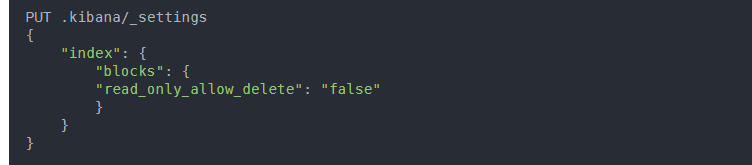 PUT .kibana/_settings
{
    "index": {
        "blocks": {
        "read_only_allow_delete": "false"
        }
    }
}